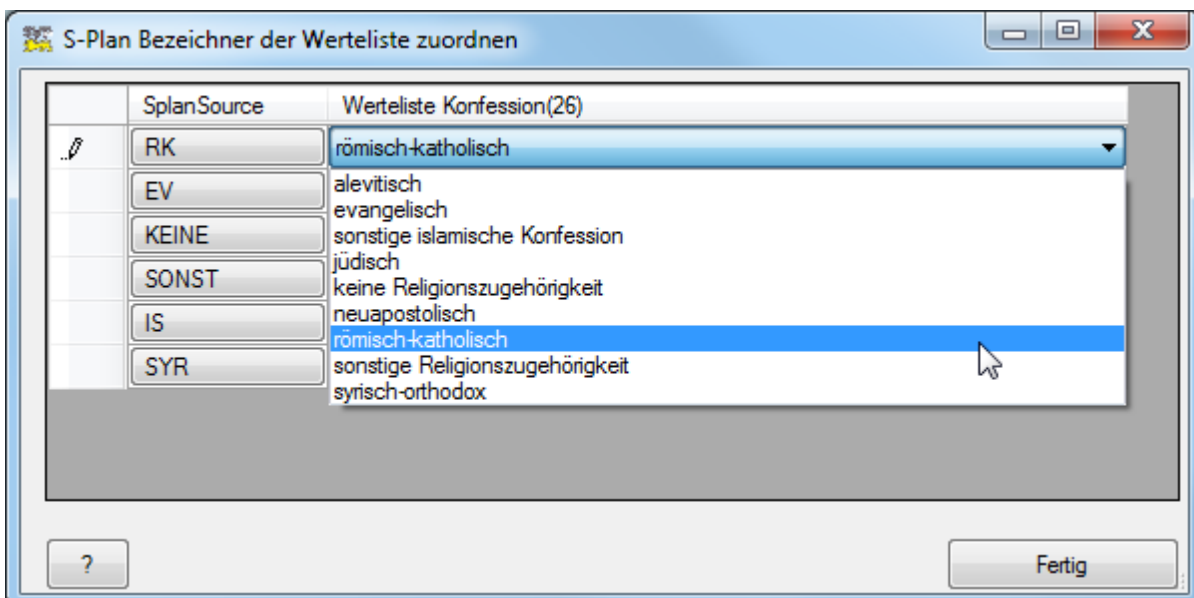 S-Plan Bezeichner der Werteliste zuordnen
SplanSource Werteliste Konfession(26)
RK römisch-katholisch
EV
KEINE
SONST
IS
SYR
alevitisch
evangelisch
sonstige islamische Konfession
jüdisch
keine Religionszugehörigkeit
neuapostolisch
römisch-katholisch
sonstige Religionszugehörigkeit
syrisch-orthodox
? Fertig